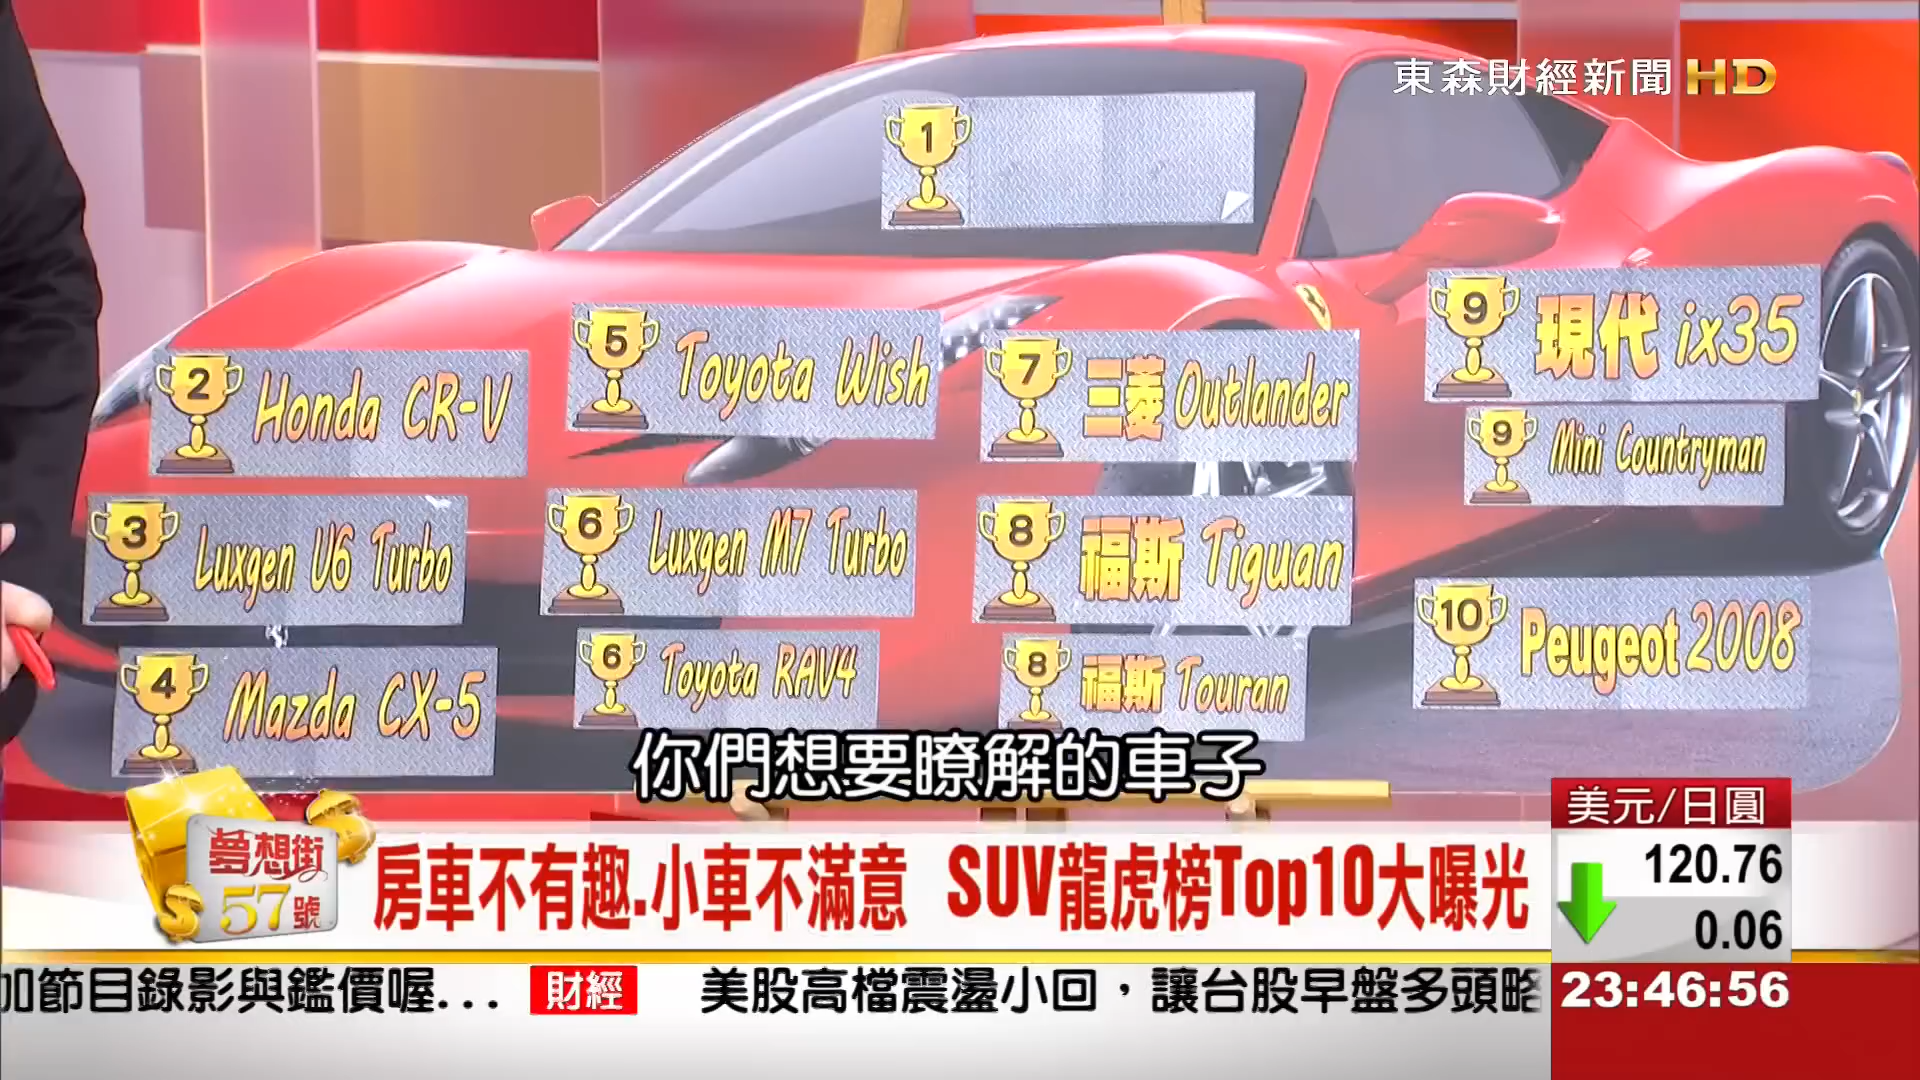 東森財經新聞HD
1
2 Honda CR-V
3 Luxgen U6 Turbo
4 Mazda CX-5
5 Toyota Wish
6 Luxgen M7 Turbo
6 Toyota RAV4
7 三菱 Outlander
8 福斯 Tiguan
8 福斯 Touran
9 現代 ix35
9 Mini Countryman
10 Peugeot 2008
你們想要瞭解的車子
夢想街
57號
房車不有趣.小車不滿意 SUV龍虎榜Top10大曝光
美元/日圓
120.76
0.06
加節目錄影與鑑價喔... 財經 美股高檔震盪小回，讓台股早盤多頭略
23:46:56